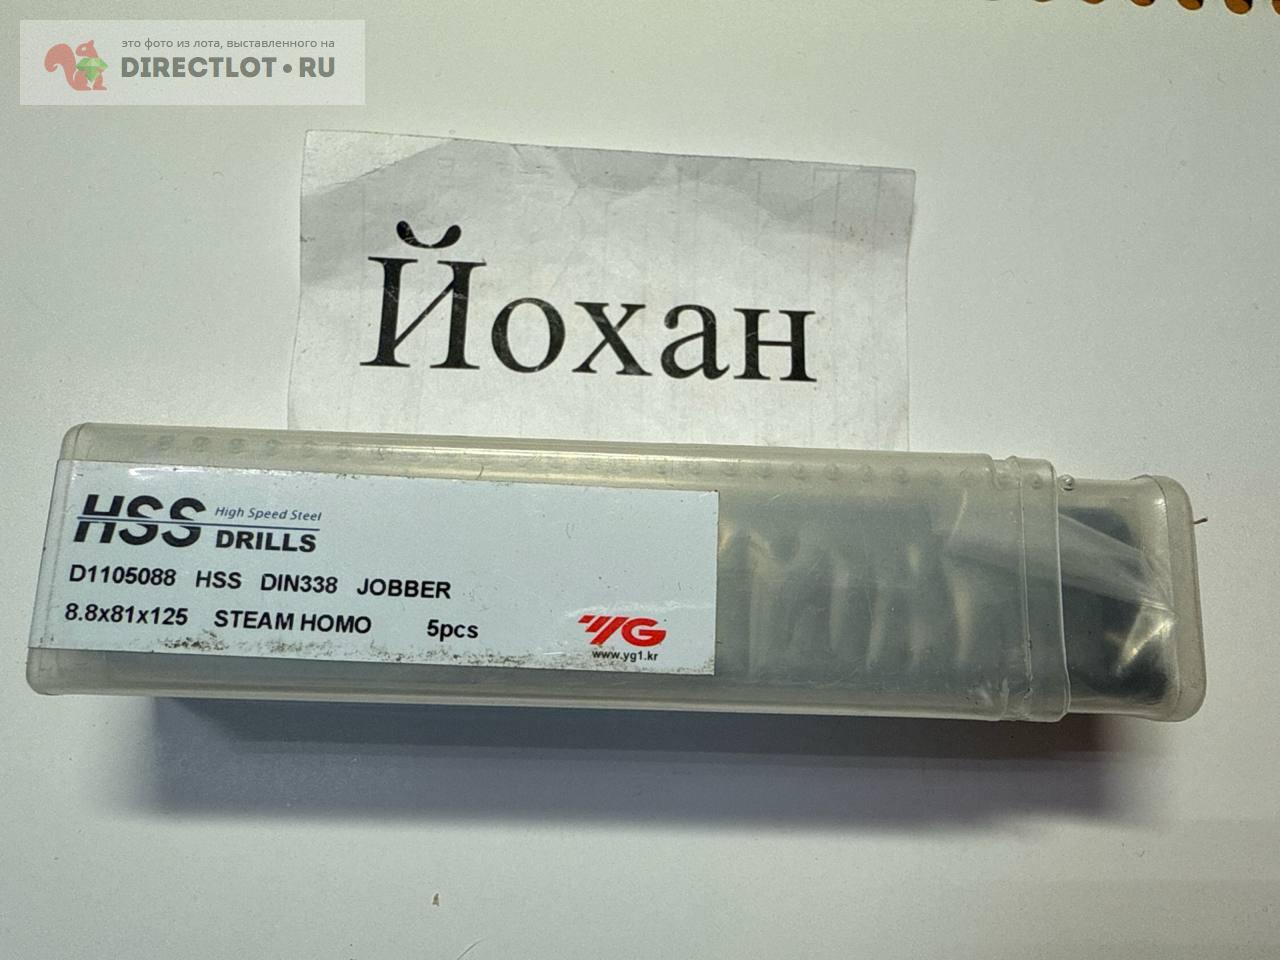 это фото из лота, выставленного на
DIRECTLOT.RU
Йохан
HSS High Speed Steel
DRILLS
D1105088 HSS DIN338 JOBBER
8.8x81x125 STEAM HOMO 5pcs
YG
www.yg1.kr